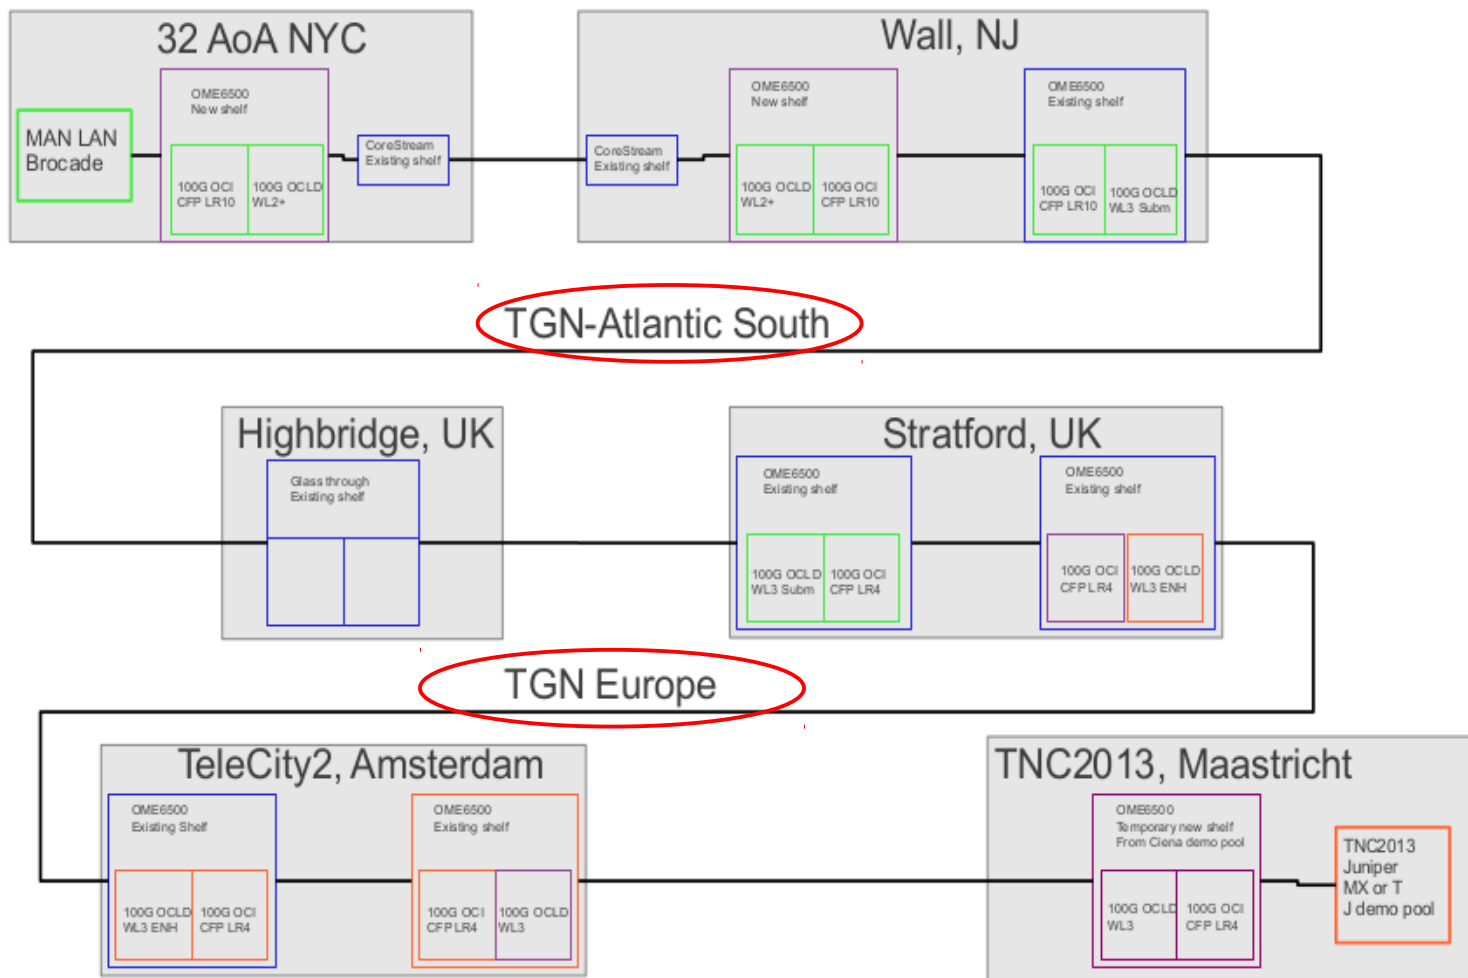 32 AoA NYC
MAN LAN
Brocade
OME6500
New shelf
100G OCI
CFP LR10
100G OCLD
WL2+
CoreStream
Existing shelf
Wall, NJ
CoreStream
Existing shelf
OME6500
New shelf
100G OCLD
WL2+
100G OCI
CFP LR10
OME6500
Existing shelf
100G OCI
CFP LR10
100G OCLD
WL3 Subm
TGN-Atlantic South
Highbridge, UK
Glass through
Existing shelf
Stratford, UK
OME6500
Existing shelf
100G OCLD
WL3 Subm
100G OCI
CFP LR4
OME6500
Existing shelf
100G OCI
CFP LR4
100G OCLD
WL3 ENH
TGN Europe
TeleCity2, Amsterdam
OME6500
Existing Shelf
100G OCLD
WL3 ENH
100G OCI
CFP LR4
OME6500
Existing shelf
100G OCI
CFP LR4
100G OCLD
WL3
TNC2013, Maastricht
OME6500
Temporary new shelf
From Ciena demo pool
100G OCLD
WL3
100G OCI
CFP LR4
TNC2013
Juniper
MX or T
J demo pool